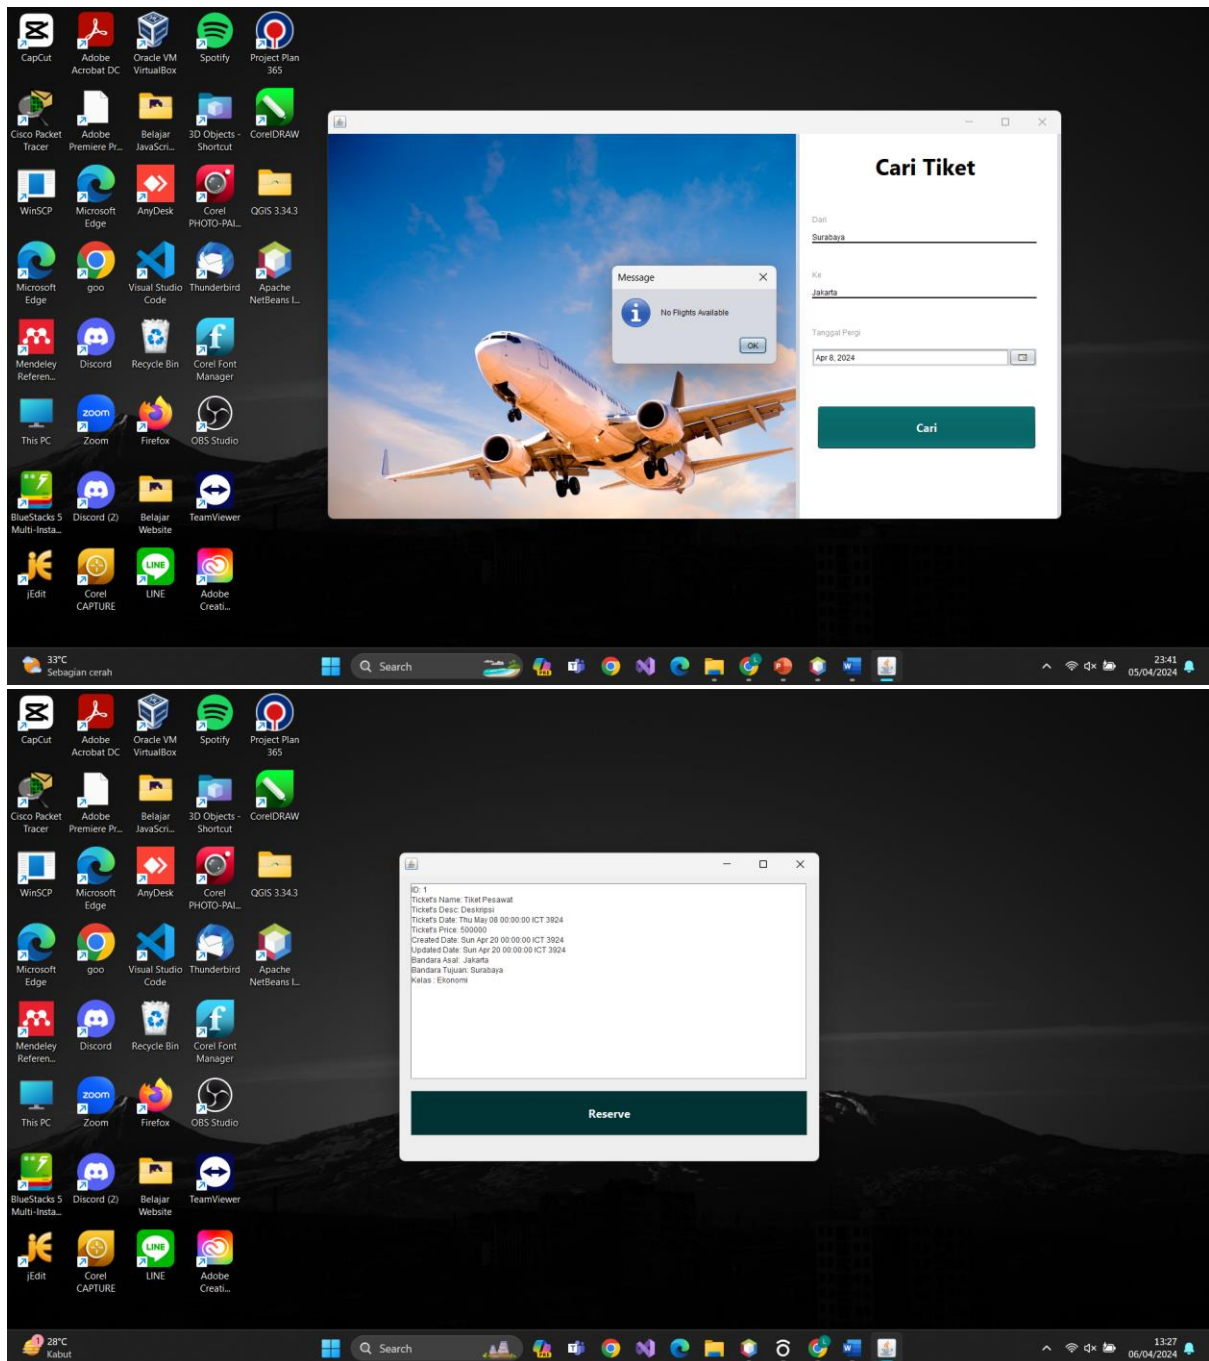 CapCut
Adobe
Acrobat DC
Oracle VM
VirtualBox
Spotify
Project Plan
365
Cisco Packet
Tracer
Adobe
Premiere Pr...
Belajar
JavaScri...
3D Objects -
Shortcut
CorelDRAW
WinSCP
Microsoft
Edge
AnyDesk
Corel
PHOTO-PAI...
QGIS 3.34.3
Microsoft
Edge
goo
Visual Studio
Code
Thunderbird
Apache
NetBeans I...
Mendeley
Referen...
Discord
Recycle Bin
Corel Font
Manager
This PC
zoom
Zoom
Firefox
OBS Studio
BlueStacks 5
Multi-Insta...
Discord (2)
Belajar
Website
TeamViewer
jEdit
Corel
CAPTURE
LINE
LINE
Adobe
Creati...
Cari Tiket
Dari
Surabaya
Ke
Jakarta
Tanggal Pergi
Apr 8, 2024
Cari
Message
No Flights Available
OK
33°C
Sebagian cerah
Search
23:41
05/04/2024
CapCut
Adobe
Acrobat DC
Oracle VM
VirtualBox
Spotify
Project Plan
365
Cisco Packet
Tracer
Adobe
Premiere Pr...
Belajar
JavaScri...
3D Objects -
Shortcut
CorelDRAW
WinSCP
Microsoft
Edge
AnyDesk
Corel
PHOTO-PAI...
QGIS 3.34.3
Microsoft
Edge
goo
Visual Studio
Code
Thunderbird
Apache
NetBeans I...
Mendeley
Referen...
Discord
Recycle Bin
Corel Font
Manager
This PC
zoom
Zoom
Firefox
OBS Studio
BlueStacks 5
Multi-Insta...
Discord (2)
Belajar
Website
TeamViewer
jEdit
Corel
CAPTURE
LINE
LINE
Adobe
Creati...
ID: 1
Ticket's Name: Tiket Pesawat
Ticket's Desc: Deskripsi
Ticket's Date: Thu May 08 00:00:00 ICT 3924
Ticket's Price: 500000
Created Date: Sun Apr 20 00:00:00 ICT 3924
Updated Date: Sun Apr 20 00:00:00 ICT 3924
Bandara Asal: Jakarta
Bandara Tujuan: Surabaya
Kelas : Ekonomi
Reserve
1
28°C
Kabut
Search
13:27
06/04/2024